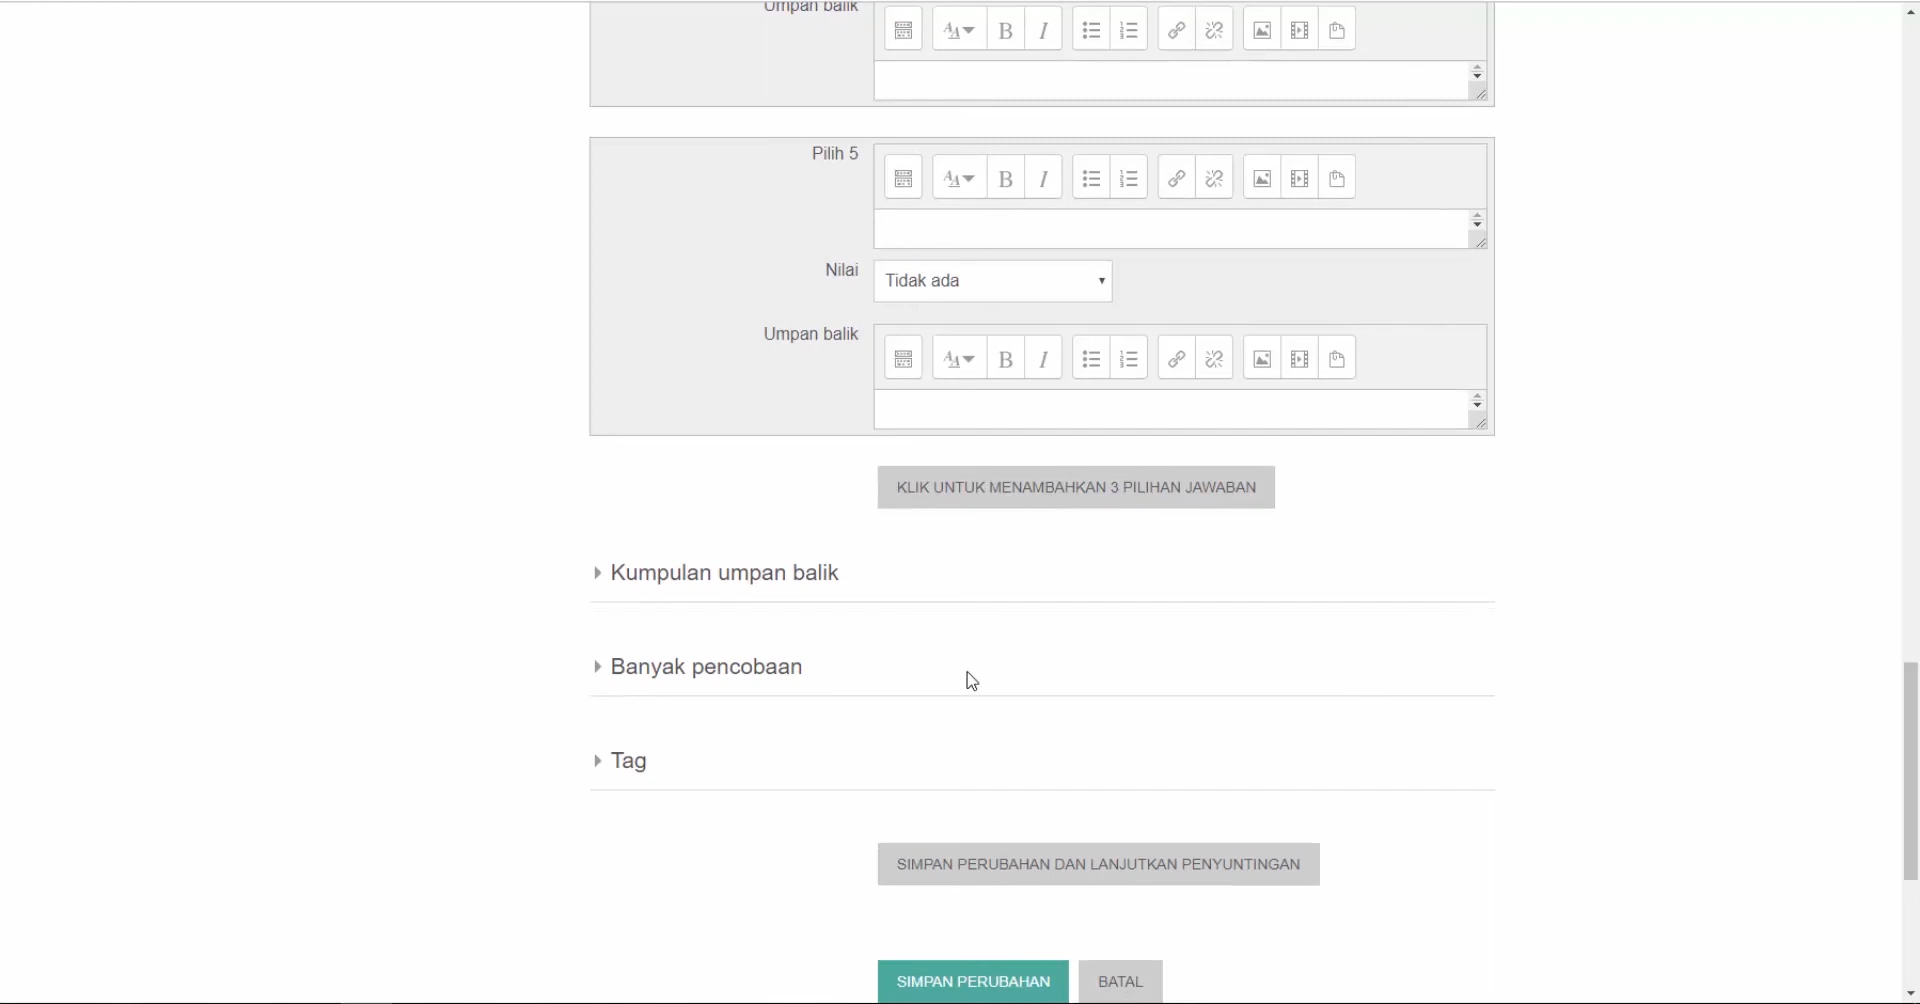 Umpan balik
Pilih 5
Nilai
Tidak ada
Umpan balik
KLIK UNTUK MENAMBAHKAN 3 PILIHAN JAWABAN
Kumpulan umpan balik
Banyak pencobaan
Tag
SIMPAN PERUBAHAN DAN LANJUTKAN PENYUNTINGAN
SIMPAN PERUBAHAN
BATAL